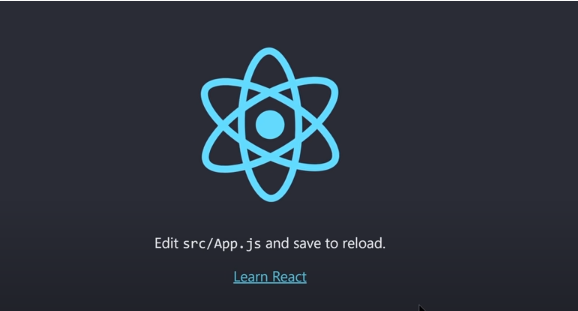 Edit src/App.js and save to reload.
Learn React